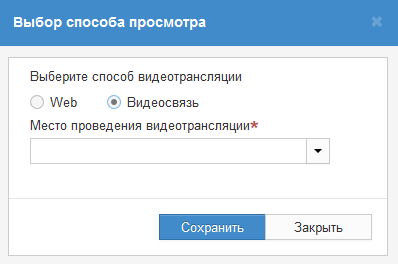 Выбор способа просмотра
Выберите способ видеотрансляции
Web Видеосвязь
Место проведения видеотрансляции*
Сохранить Закрыть